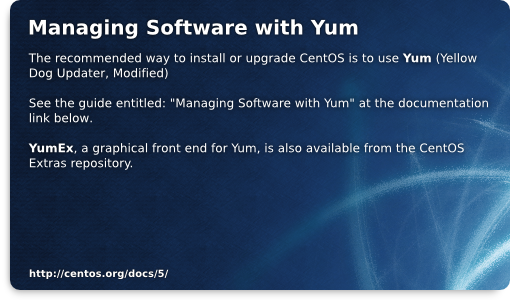 Managing Software with Yum
The recommended way to install or upgrade CentOS is to use Yum (Yellow
Dog Updater, Modified)
See the guide entitled: "Managing Software with Yum" at the documentation
link below.
YumEx, a graphical front end for Yum, is also available from the CentOS
Extras repository.
http://centos.org/docs/5/